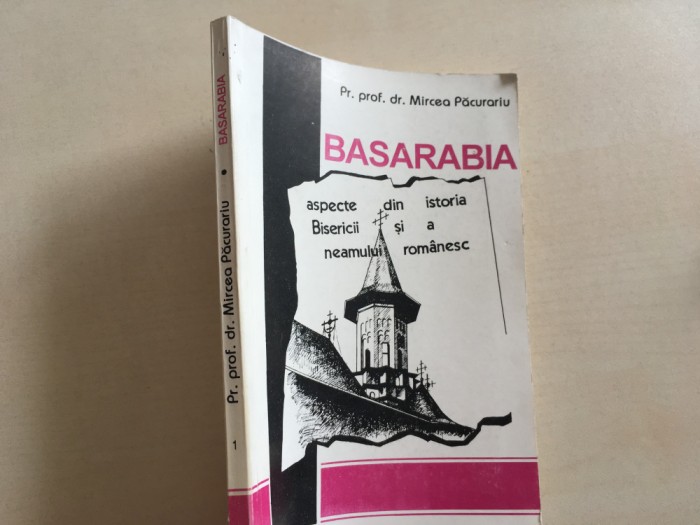 Pr. prof. dr. Mircea Păcurariu
BASARABIA
aspecte din istoria
Bisericii și a
neamului românesc
Pr. prof. dr. Mircea Păcurariu • BASARABIA
1